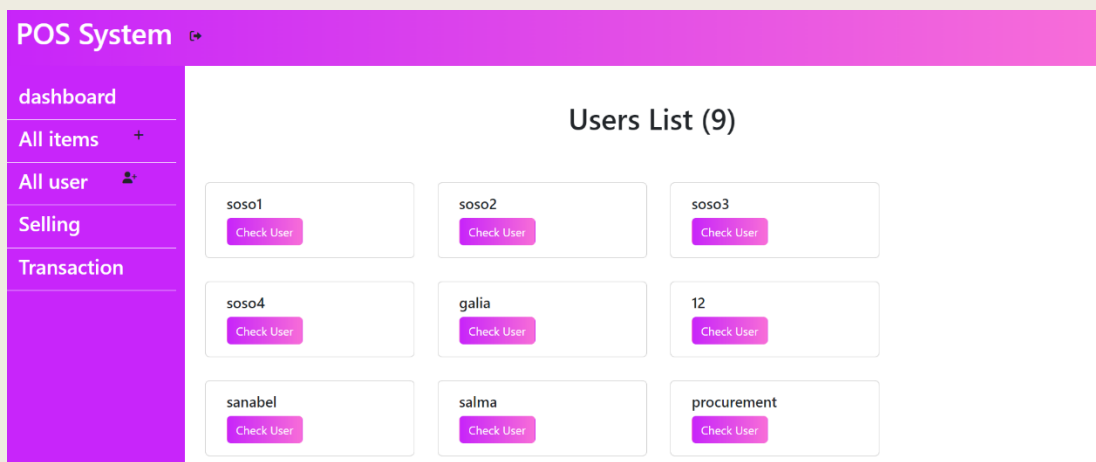 POS System
dashboard
All items
All user
Selling
Transaction
Users List (9)
soso1
Check User
soso2
Check User
soso3
Check User
soso4
Check User
galia
Check User
12
Check User
sanabel
Check User
salma
Check User
procurement
Check User